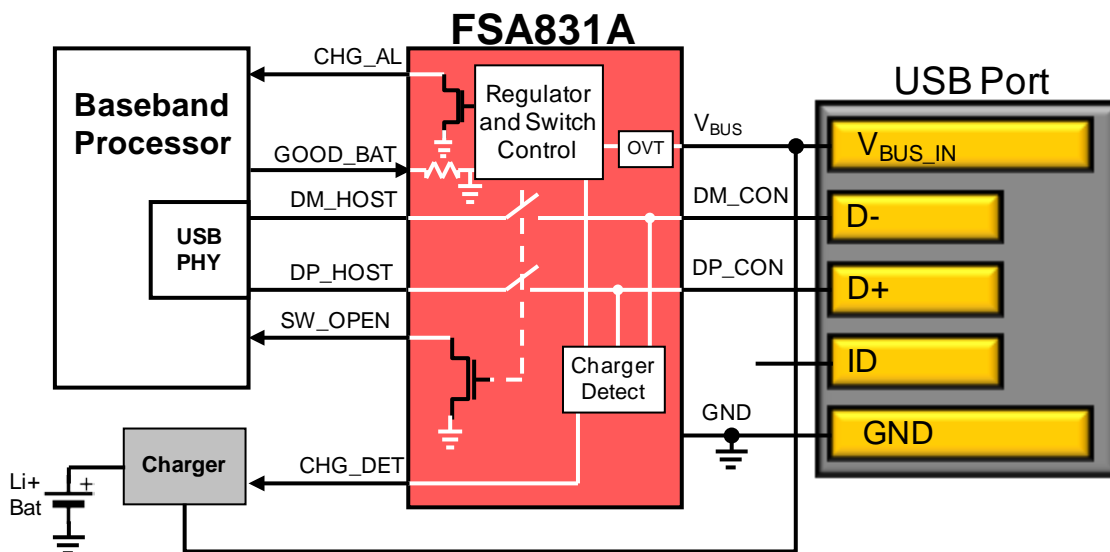 FSA831A
Baseband
Processor
USB
PHY
CHG_AL
GOOD_BAT
DM_HOST
DP_HOST
SW_OPEN
CHG_DET
Regulator
and Switch
Control
OVT
Charger
Detect
VBUS
DM_CON
DP_CON
GND
USB Port
VBUS_IN
D-
D+
ID
GND
Charger
Li+
Bat
+